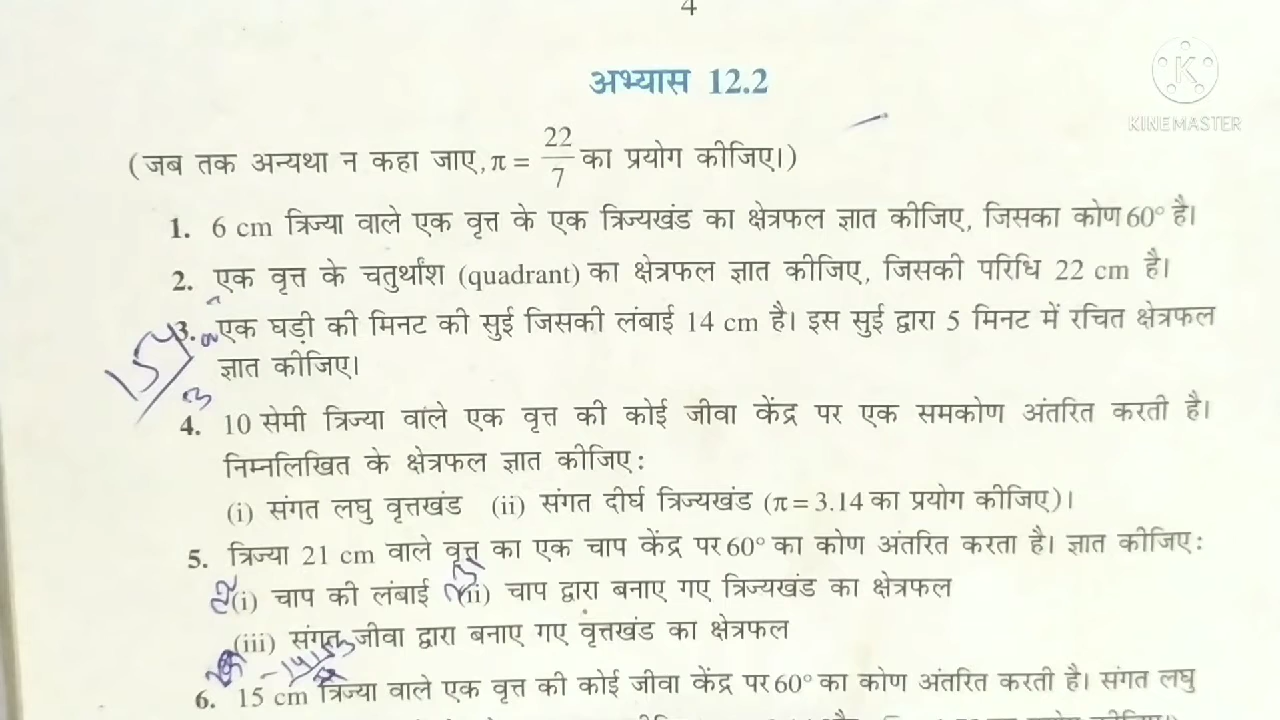 4
अभ्यास 12.2
KINEMASTER
(जब तक अन्यथा न कहा जाए, π = 22/7 का प्रयोग कीजिए।)
1. 6 cm त्रिज्या वाले एक वृत्त के एक त्रिज्यखंड का क्षेत्रफल ज्ञात कीजिए, जिसका कोण 60° है।
2. एक वृत्त के चतुर्थांश (quadrant) का क्षेत्रफल ज्ञात कीजिए, जिसकी परिधि 22 cm है।
3. एक घड़ी की मिनट की सुई जिसकी लंबाई 14 cm है। इस सुई द्वारा 5 मिनट में रचित क्षेत्रफल
ज्ञात कीजिए।
154/3
4. 10 सेमी त्रिज्या वाले एक वृत्त की कोई जीवा केंद्र पर एक समकोण अंतरित करती है।
निम्नलिखित के क्षेत्रफल ज्ञात कीजिए:
(i) संगत लघु वृत्तखंड (ii) संगत दीर्घ त्रिज्यखंड (π = 3.14 का प्रयोग कीजिए)।
5. त्रिज्या 21 cm वाले वृत्त का एक चाप केंद्र पर 60° का कोण अंतरित करता है। ज्ञात कीजिए:
(i) चाप की लंबाई (ii) चाप द्वारा बनाए गए त्रिज्यखंड का क्षेत्रफल
(iii) संगत जीवा द्वारा बनाए गए वृत्तखंड का क्षेत्रफल
6. 15 cm त्रिज्या वाले एक वृत्त की कोई जीवा केंद्र पर 60° का कोण अंतरित करती है। संगत लघु